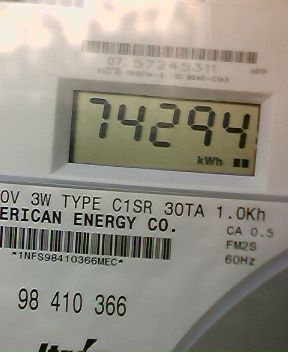 07. 57245311
74294
kWh
0V 3W TYPE C1SR 30TA 1.0Kh
ERICAN ENERGY CO.
CA 0.5
FM2S
*1NFS98410366MEC*
60Hz
98 410 366